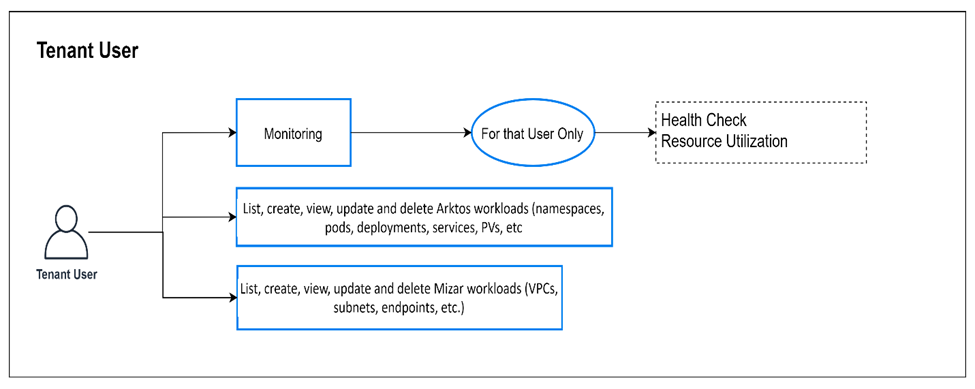 Tenant User
Monitoring
For that User Only
Health Check
Resource Utilization
List, create, view, update and delete Arktos workloads (namespaces,
pods, deployments, services, PVs, etc
Tenant User
List, create, view, update and delete Mizar workloads (VPCs,
subnets, endpoints, etc.)